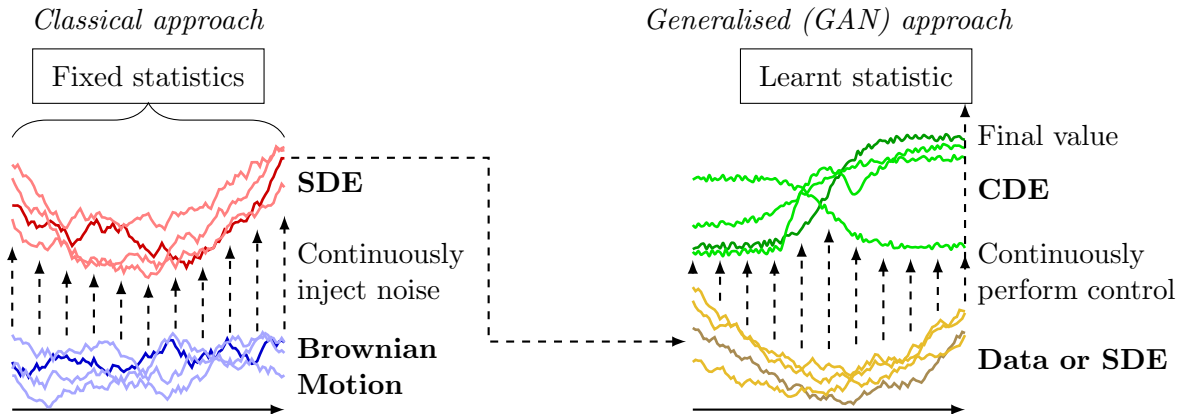 Classical approach
Fixed statistics
SDE
Continuously
inject noise
Brownian
Motion
Generalised (GAN) approach
Learnt statistic
Final value
CDE
Continuously
perform control
Data or SDE